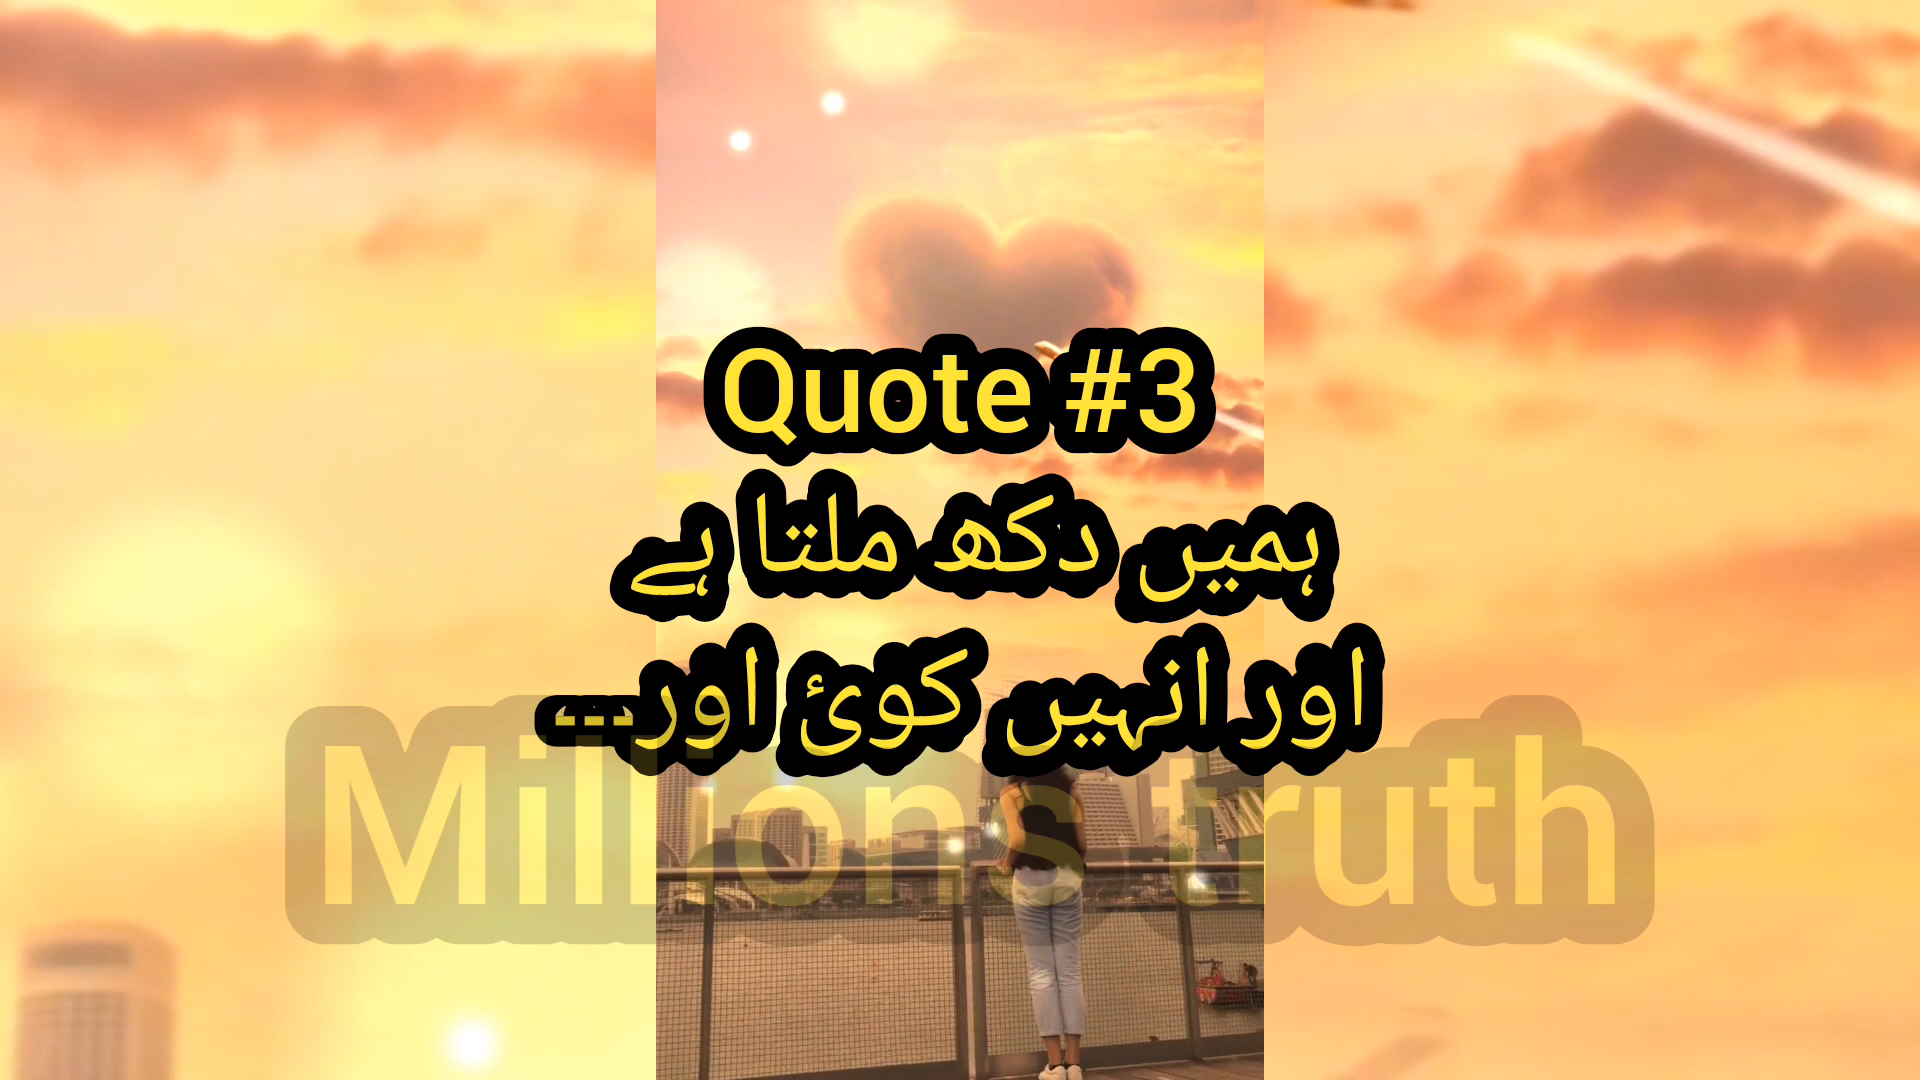 Quote #3
ہمیں دکھ ملتا ہے
اور انہیں کوئ اور...
Millions truth